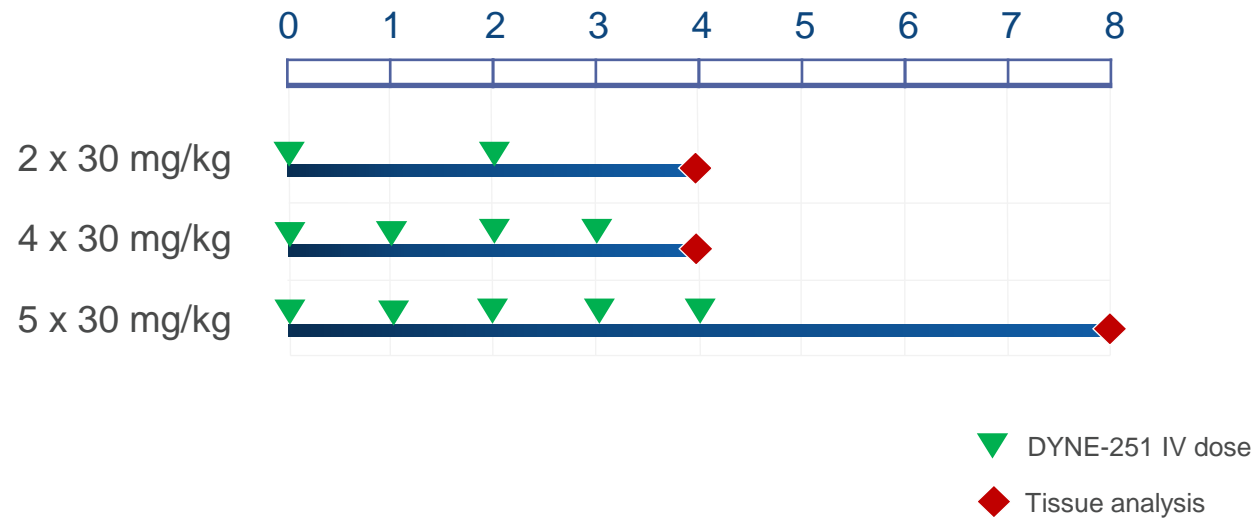 0 1 2 3 4 5 6 7 8
2 x 30 mg/kg
4 x 30 mg/kg
5 x 30 mg/kg
DYNE-251 IV dose
Tissue analysis